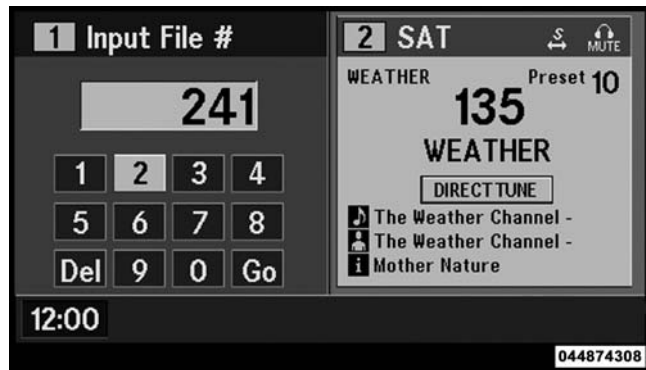 1 Input File #
241
1 2 3 4
5 6 7 8
Del 9 0 Go
2 SAT S MUTE
WEATHER Preset 10
135
WEATHER
DIRECT TUNE
The Weather Channel -
The Weather Channel -
i Mother Nature
12:00
044874308